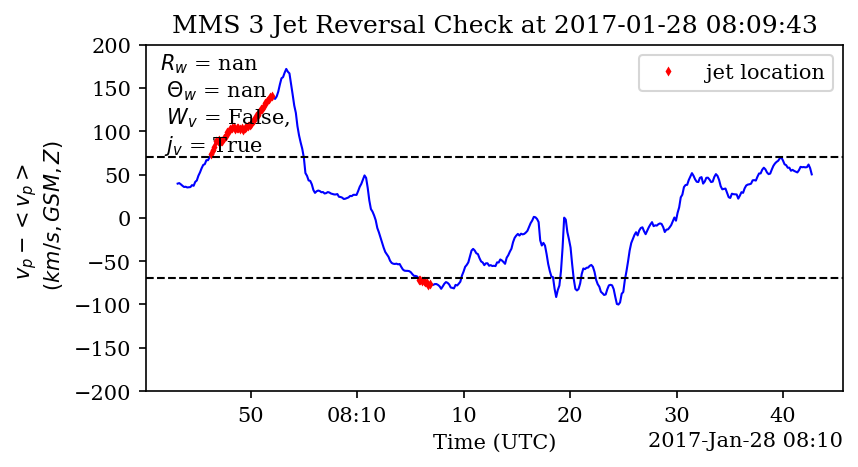 MMS 3 Jet Reversal Check at 2017-01-28 08:09:43
R_w = nan
Θ_w = nan,
W_v = False,
j_v = True
jet location
200
150
100
50
0
−50
−100
−150
−200
v_p − < v_p >
(km/s, GSM, Z)
50 08:10 10 20 30 40
Time (UTC)
2017-Jan-28 08:10